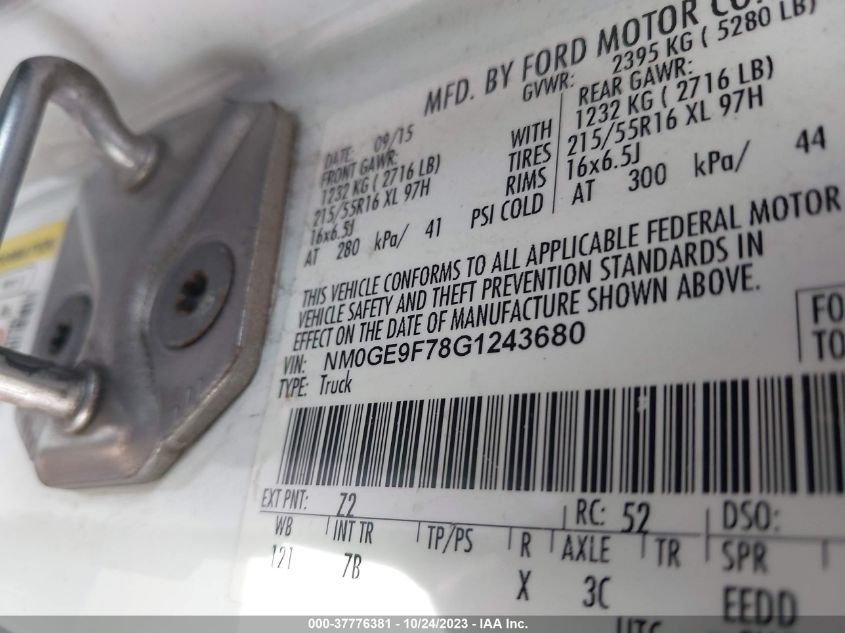 MFD. BY FORD MOTOR CO
GVWR: 2395 KG ( 5280 LB)
DATE: 09/15
FRONT GAWR:
1232 KG ( 2716 LB)
215/55R16 XL 97H
16x6.5J
AT 280 kPa/ 41
WITH
TIRES
RIMS
PSI COLD
REAR GAWR:
1232 KG ( 2716 LB)
215/55R16 XL 97H
16x6.5J
AT 300 kPa/ 44
THIS VEHICLE CONFORMS TO ALL APPLICABLE FEDERAL MOTOR
VEHICLE SAFETY AND THEFT PREVENTION STANDARDS IN
EFFECT ON THE DATE OF MANUFACTURE SHOWN ABOVE.
VIN: NM0GE9F78G1243680
TYPE: Truck
FO
TO
EXT PNT: Z2 RC: 52 DSO:
WB INT TR TP/PS R AXLE TR SPR
121 7B X 3C EEDD
000-37776381 - 10/24/2023 - IAA Inc.